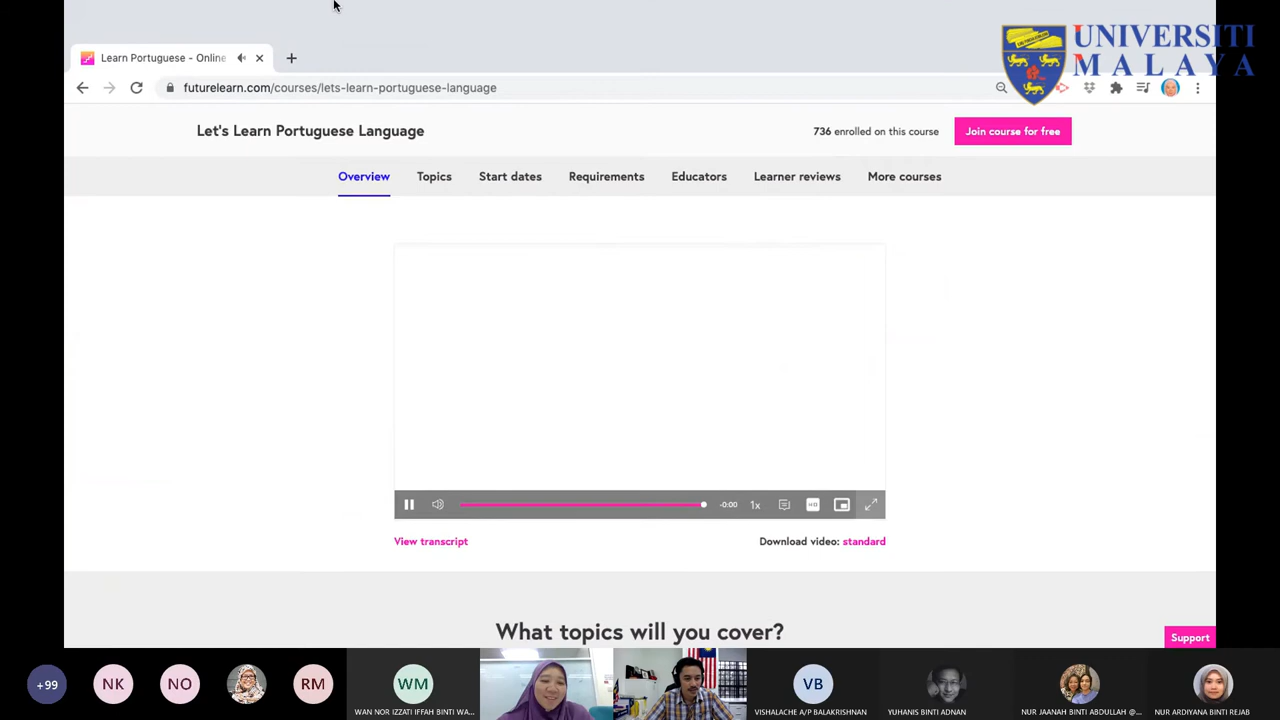 UNIVERSITI
MALAYA
Learn Portuguese - Online
futurelearn.com/courses/lets-learn-portuguese-language
Let's Learn Portuguese Language
736 enrolled on this course
Join course for free
Overview
Topics
Start dates
Requirements
Educators
Learner reviews
More courses
-0:00
1x
HD
View transcript
Download video: standard
What topics will you cover?
Support
+99
NK
NO
RM
WM
VB
WAN NOR IZZATI IFFAH BINTI WA...
VISHALACHE A/P BALAKRISHNAN
YUHANIS BINTI ADNAN
NUR JAANAH BINTI ABDULLAH @...
NUR ARDIYANA BINTI REJAB